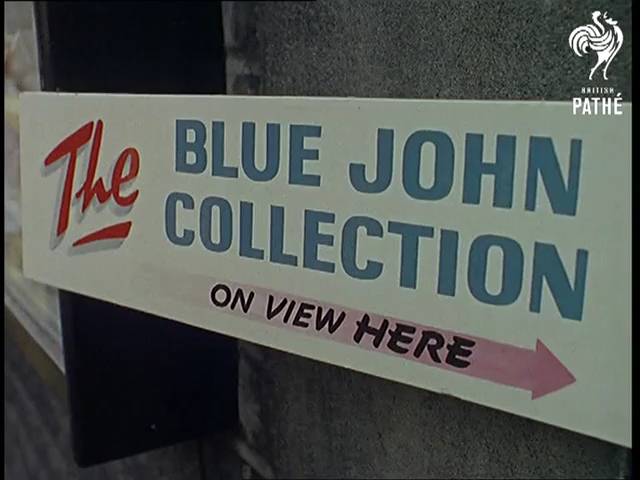 BRITISH
PATHÉ
The BLUE JOHN
COLLECTION
ON VIEW HERE